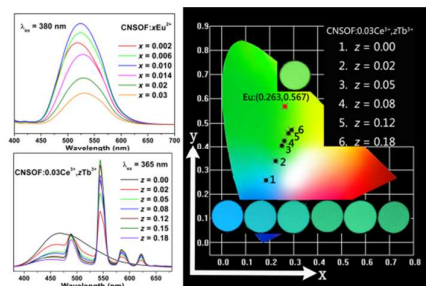 λex = 380 nm
CNSOF:xEu²⁺
x = 0.002
x = 0.006
x = 0.010
x = 0.014
x = 0.02
x = 0.03
400 450 500 550 600 650 700
Wavelength (nm)
CNSOF:0.03Ce³⁺,zTb³⁺
λex = 365 nm
z = 0.00
z = 0.02
z = 0.05
z = 0.08
z = 0.12
z = 0.15
z = 0.18
400 450 500 550 600 650
Wavelength (nm)
CNSOF:0.03Ce³⁺,zTb³⁺
1. z = 0.00
2. z = 0.02
3. z = 0.05
4. z = 0.08
5. z = 0.12
6. z = 0.18
Eu:(0.263,0.567)
0.9
0.8
0.7
0.6
0.5
0.4
0.3
0.2
0.1
0.0
y
6
5
4
3
2
1
0.0 0.1 0.2 0.3 0.4 0.5 0.6 0.7 0.8
x